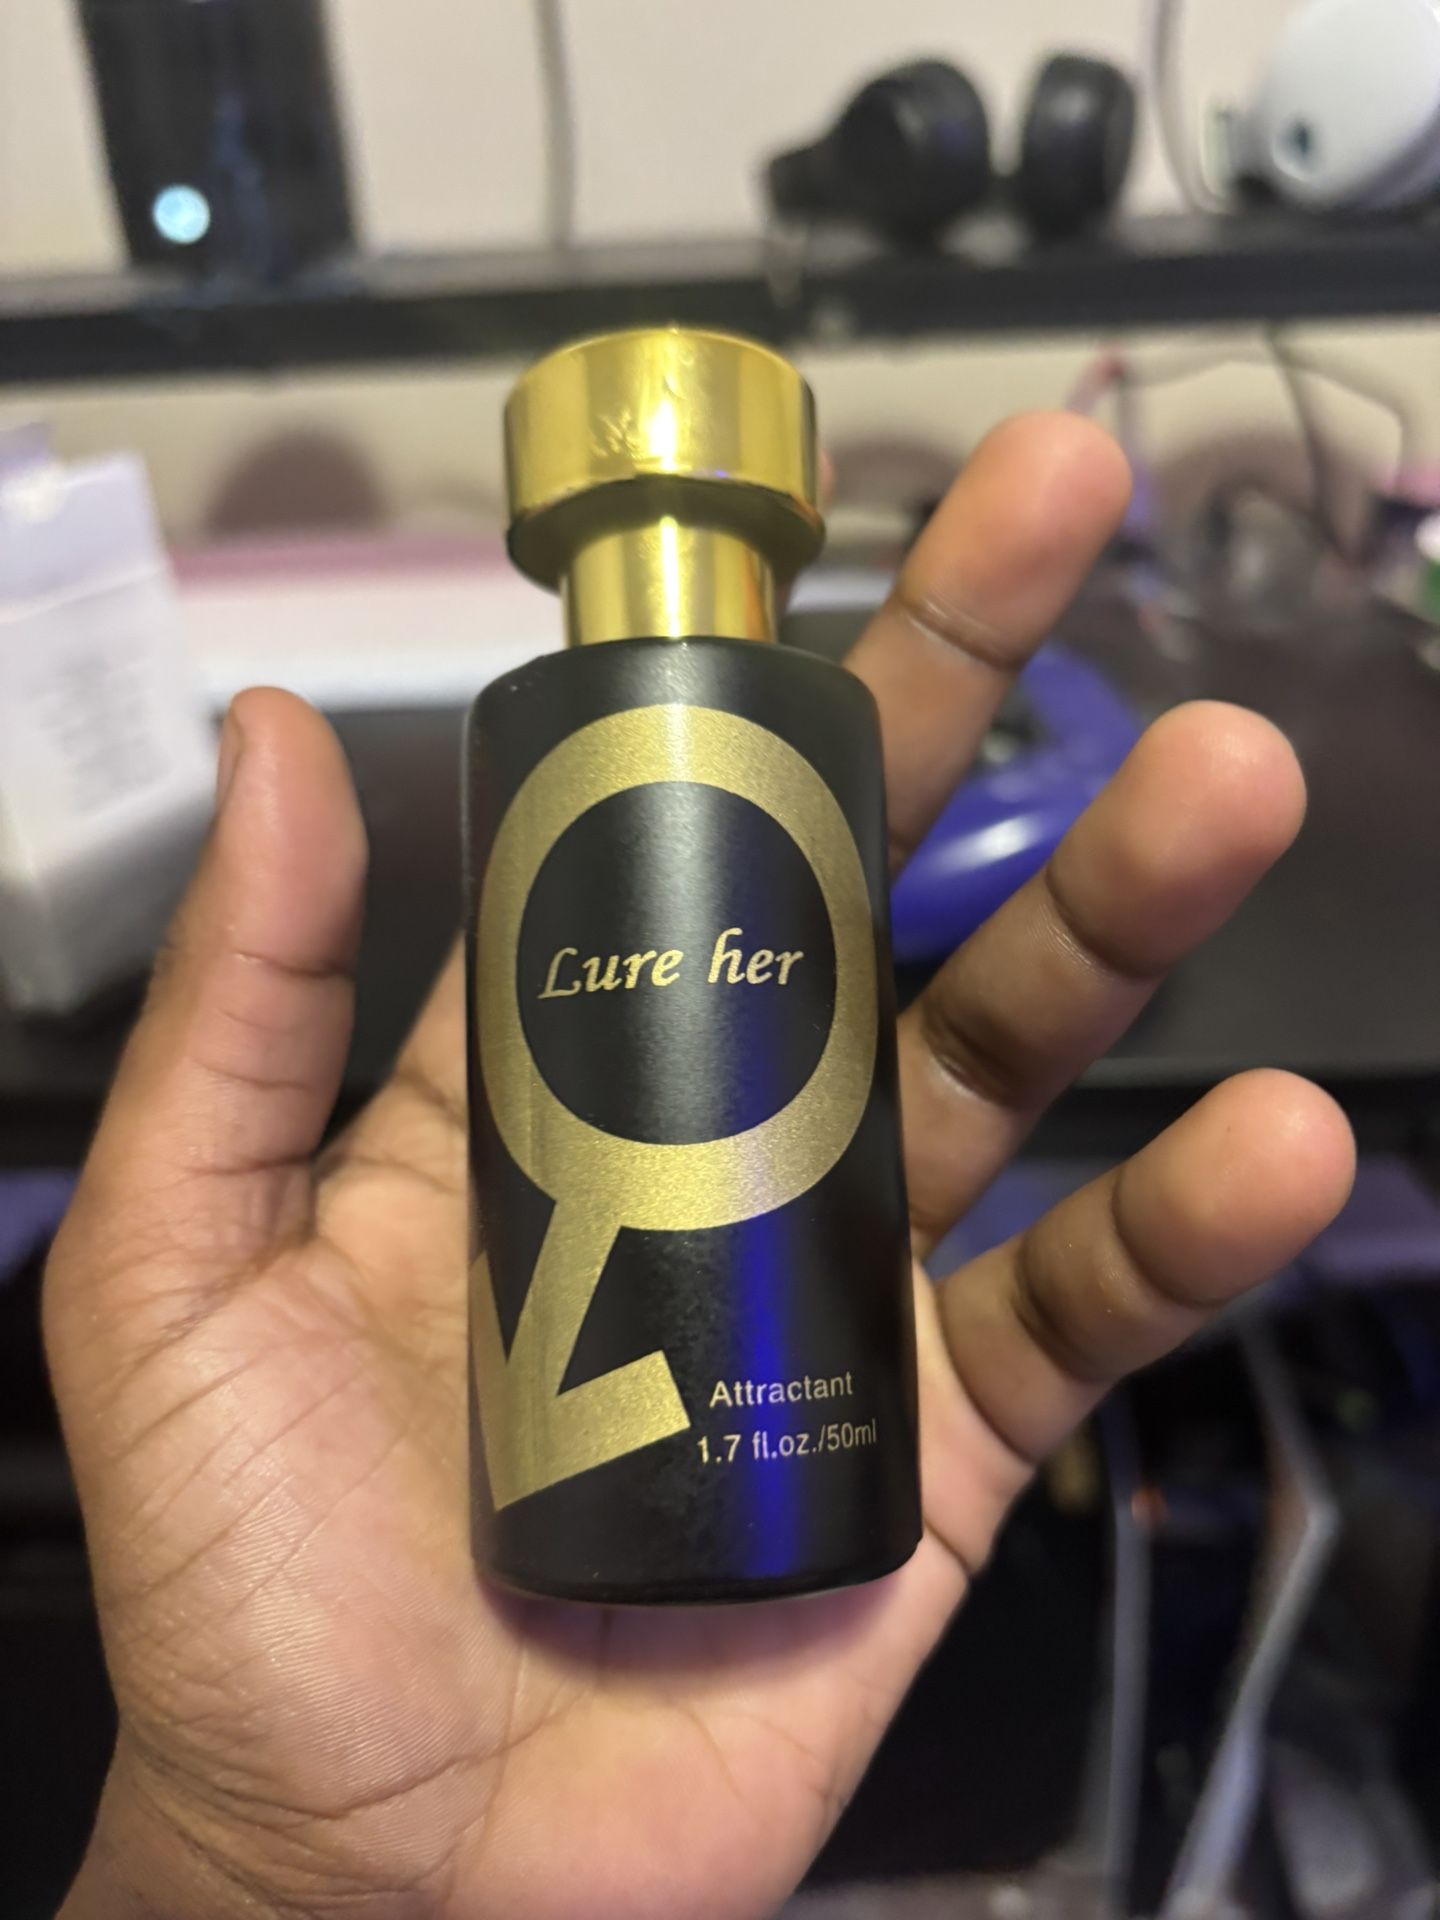 Lure her
Attractant
1.7 fl.oz./50ml